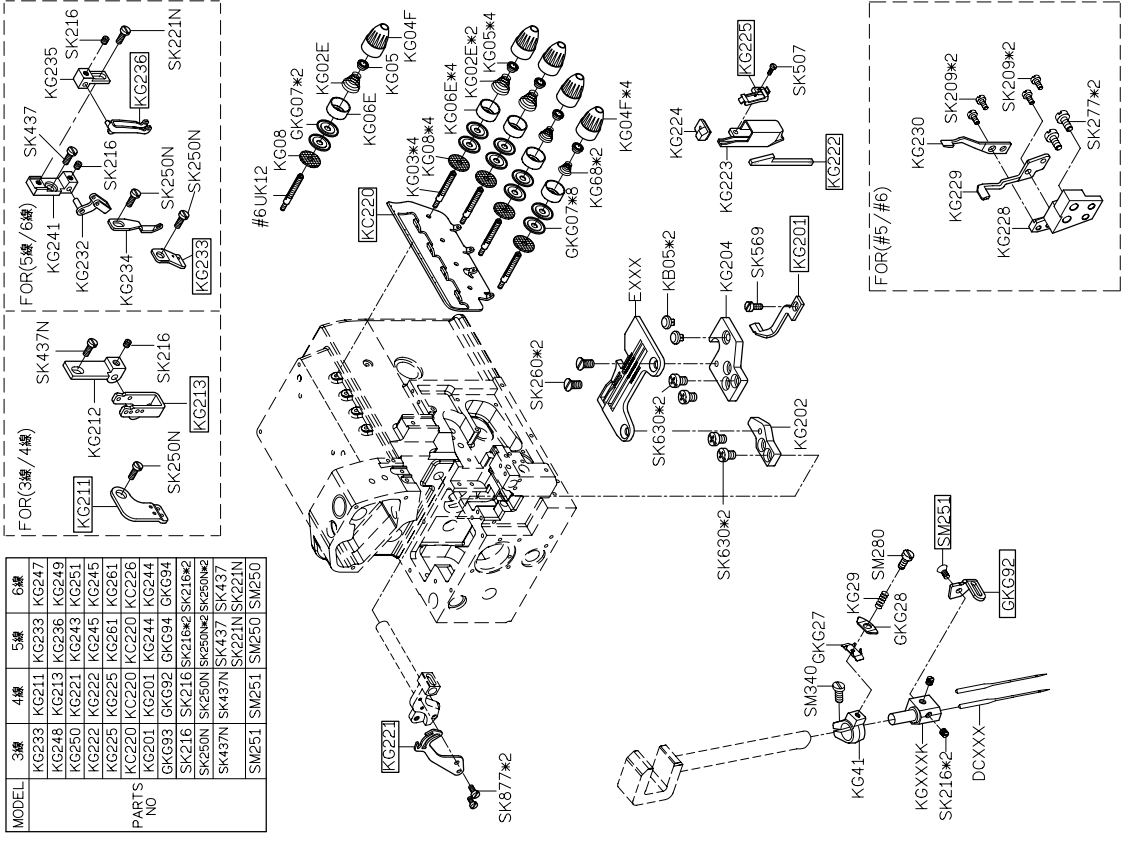 MODEL 3線 4線 5線 6線
PARTS NO
KG233 KG211 KG233 KG247
KG248 KG213 KG236 KG249
KG250 KG221 KG243 KG251
KG222 KG222 KG245 KG245
KG225 KG225 KG261 KG261
KC220 KC220 KC220 KC226
KG201 KG201 KG244 KG244
GKG93 GKG92 GKG94 GKG94
SK216 SK216 SK216*2 SK216*2
SK250N SK250N SK250N*2 SK250N*2
SK437N SK437N SK437 SK437
SK221N SK221N
SM251 SM251 SM250 SM250
FOR(3線/4線)
KG211
SK250N
KG212
SK437N
SK216
KG213
FOR(5線/6線)
KG241
SK437
KG235
SK216
SK221N
KG236
SK216
KG232
SK250N
KG234
SK250N
KG233
#6UK12
KG08
GKG07*2
KG02E
KG04F
KG05
KG06E
KC220
KG03*4
KG08*4
KG06E*4
KG02E*2
KG05*4
KG04F*4
KG68*2
GKG07*8
KG224
KG225
SK507
KG223
KG222
FOR(#5/#6)
KG230
SK209*2
SK209*2
KG229
SK277*2
KG228
SK260*2
EXXX
KB05*2
KG204
SK569
KG201
SK630*2
KG202
SK630*2
KG221
SK877*2
SM340
GKG27
KG29
SM280
GKG28
SM251
GKG92
KG41
KGXXXK
SK216*2
DCXXX